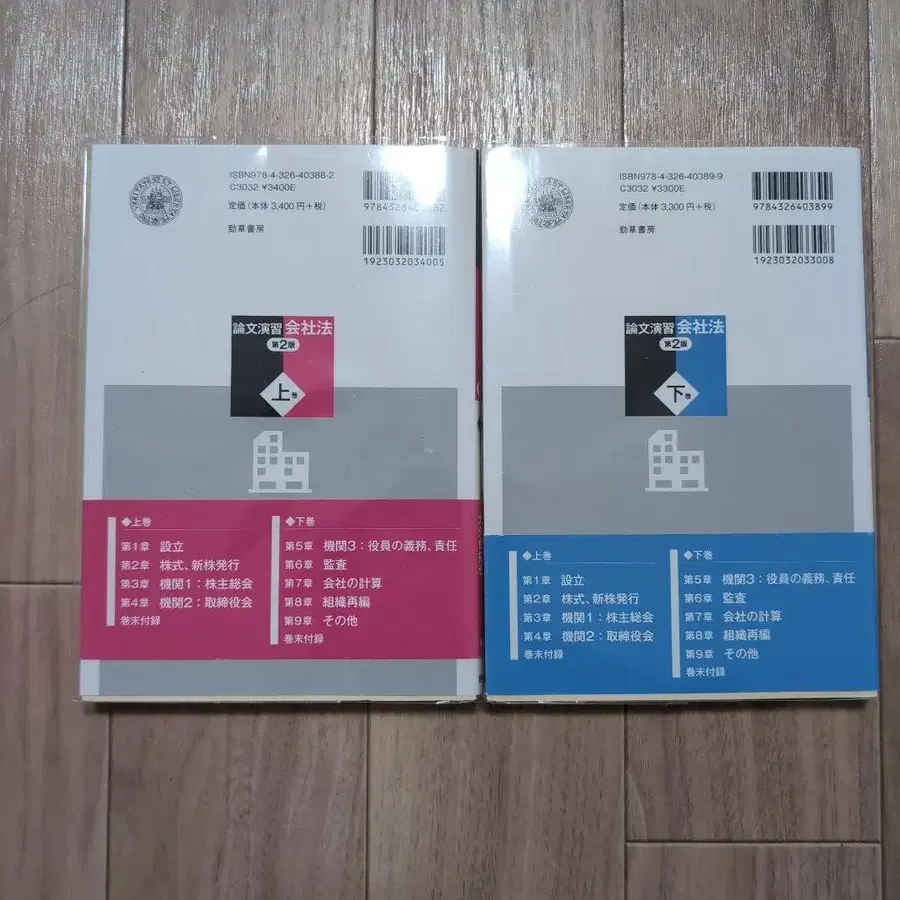 ISBN978-4-326-40388-2
C3032 ¥3400E
定価(本体 3,400円+税)
勁草書房
1923032034005
論文演習 会社法
第2版
上巻
◆上巻
第1章 設立
第2章 株式、新株発行
第3章 機関1:株主総会
第4章 機関2:取締役会
巻末付録
◆下巻
第5章 機関3:役員の義務、責任
第6章 監査
第7章 会社の計算
第8章 組織再編
第9章 その他
巻末付録
ISBN978-4-326-40389-9
C3032 ¥3300E
定価(本体 3,300円+税)
勁草書房
9784326403899
1923032033008
論文演習 会社法
第2版
下巻
◆上巻
第1章 設立
第2章 株式、新株発行
第3章 機関1:株主総会
第4章 機関2:取締役会
巻末付録
◆下巻
第5章 機関3:役員の義務、責任
第6章 監査
第7章 会社の計算
第8章 組織再編
第9章 その他
巻末付録